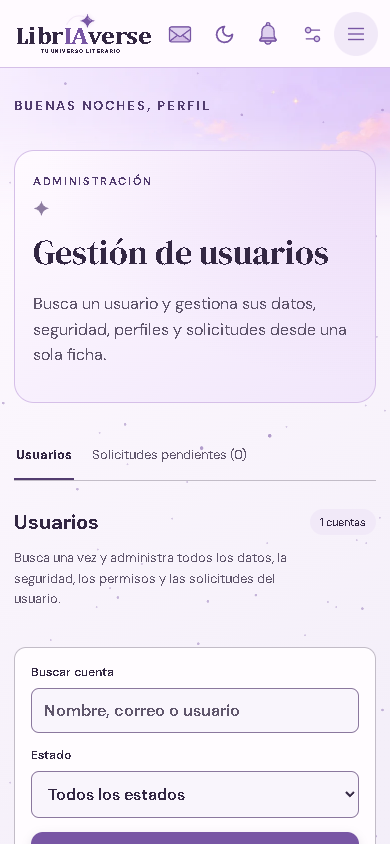 LibrIAverse
TU UNIVERSO LITERARIO
BUENAS NOCHES, PERFIL
ADMINISTRACIÓN
Gestión de usuarios
Busca un usuario y gestiona sus datos,
seguridad, perfiles y solicitudes desde una
sola ficha.
Usuarios Solicitudes pendientes (0)
Usuarios 1 cuentas
Busca una vez y administra todos los datos, la
seguridad, los permisos y las solicitudes del
usuario.
Buscar cuenta
Nombre, correo o usuario
Estado
Todos los estados